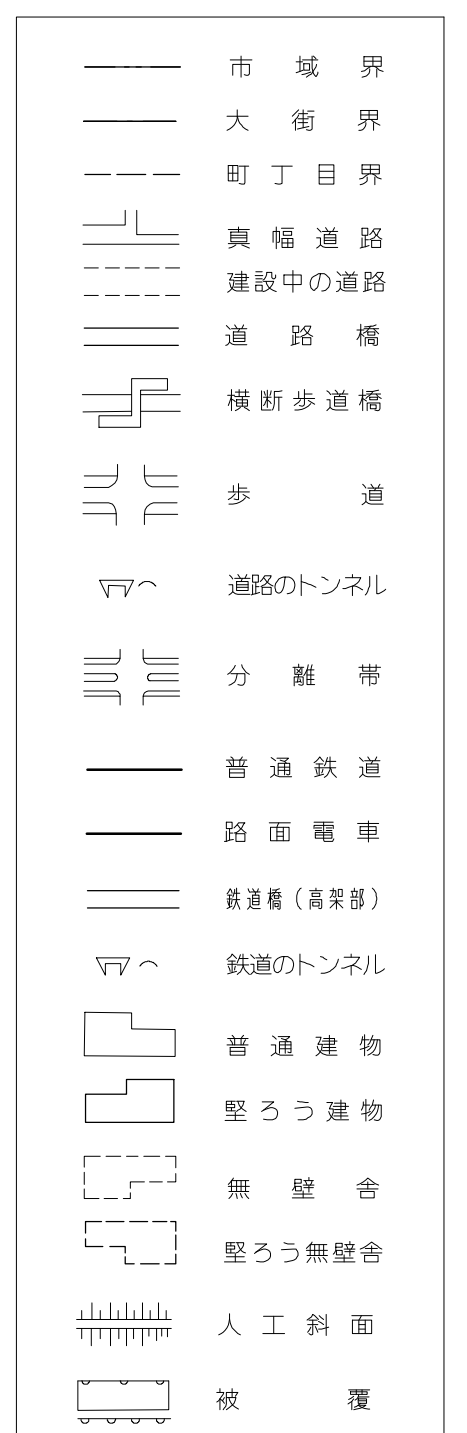 市域界
大街界
町丁目界
真幅道路
建設中の道路
道路橋
横断歩道橋
歩道
道路のトンネル
分離帯
普通鉄道
路面電車
鉄道橋(高架部)
鉄道のトンネル
普通建物
堅ろう建物
無壁舎
堅ろう無壁舎
人工斜面
被覆